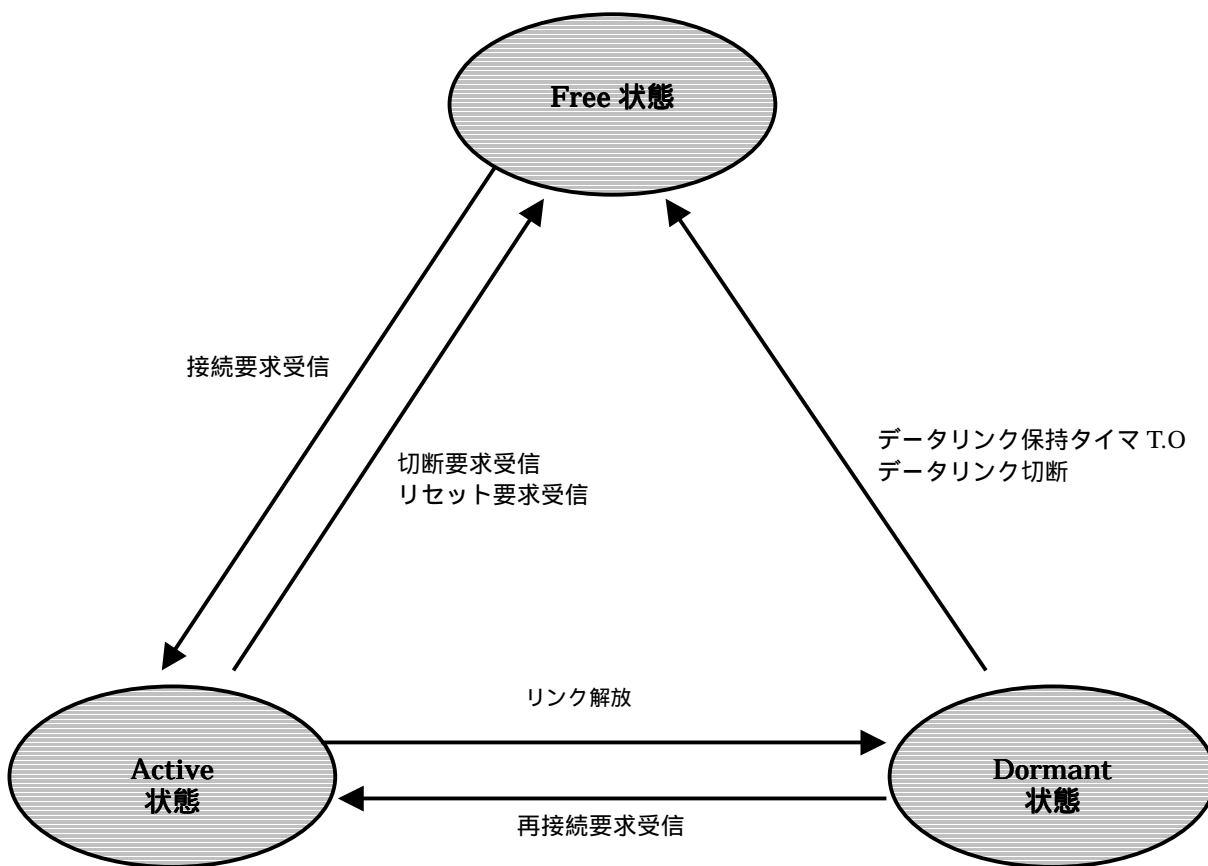 Free 状態
接続要求受信
切断要求受信
リセット要求受信
データリンク保持タイマ T.O
データリンク切断
リンク解放
Active
状態
Dormant
状態
再接続要求受信